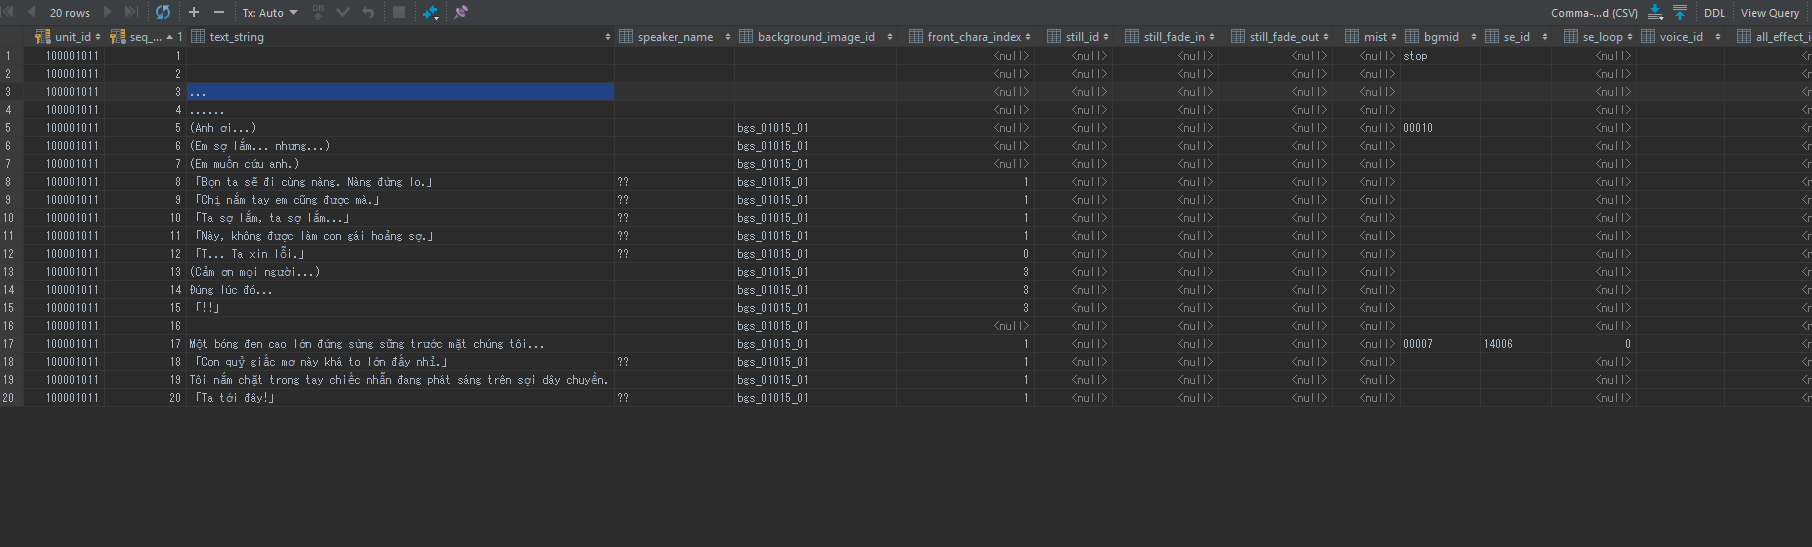 20 rows Tx: Auto DB Comma-...d (CSV) DDL View Query
unit_id seq_... 1 text_string speaker_name background_image_id front_chara_index still_id still_fade_in still_fade_out mist bgmid se_id se_loop voice_id all_effect_i
1 100001011 1 <null> <null> <null> <null> <null> stop <null>
2 100001011 2 <null> <null> <null> <null> <null> <null>
3 100001011 3 ... <null> <null> <null> <null> <null> <null>
4 100001011 4 ...... <null> <null> <null> <null> <null> <null>
5 100001011 5 (Anh ơi...) bgs_01015_01 <null> <null> <null> <null> <null> 00010 <null>
6 100001011 6 (Em sợ lắm... nhưng...) bgs_01015_01 <null> <null> <null> <null> <null> <null>
7 100001011 7 (Em muốn cứu anh.) bgs_01015_01 <null> <null> <null> <null> <null> <null>
8 100001011 8 「Bọn ta sẽ đi cùng nàng. Nàng đừng lo.」 ?? bgs_01015_01 1 <null> <null> <null> <null> <null>
9 100001011 9 「Chị nắm tay em cũng được mà.」 ?? bgs_01015_01 1 <null> <null> <null> <null> <null>
10 100001011 10 「Ta sợ lắm, ta sợ lắm...」 ?? bgs_01015_01 1 <null> <null> <null> <null> <null>
11 100001011 11 「Này, không được làm con gái hoảng sợ.」 ?? bgs_01015_01 1 <null> <null> <null> <null> <null>
12 100001011 12 「T... Ta xin lỗi.」 ?? bgs_01015_01 0 <null> <null> <null> <null> <null>
13 100001011 13 (Cảm ơn mọi người...) bgs_01015_01 3 <null> <null> <null> <null> <null>
14 100001011 14 Đúng lúc đó... bgs_01015_01 3 <null> <null> <null> <null> <null>
15 100001011 15 「!!」 bgs_01015_01 3 <null> <null> <null> <null> <null>
16 100001011 16 bgs_01015_01 <null> <null> <null> <null> <null> <null>
17 100001011 17 Một bóng đen cao lớn đứng sừng sững trước mặt chúng tôi... bgs_01015_01 1 <null> <null> <null> <null> 00007 14006 0
18 100001011 18 「Con quỷ giấc mơ này khá to lớn đấy nhỉ.」 ?? bgs_01015_01 1 <null> <null> <null> <null> <null>
19 100001011 19 Tôi nắm chặt trong tay chiếc nhẫn đang phát sáng trên sợi dây chuyền. bgs_01015_01 1 <null> <null> <null> <null> <null>
20 100001011 20 「Ta tới đây!」 ?? bgs_01015_01 1 <null> <null> <null> <null> <null>